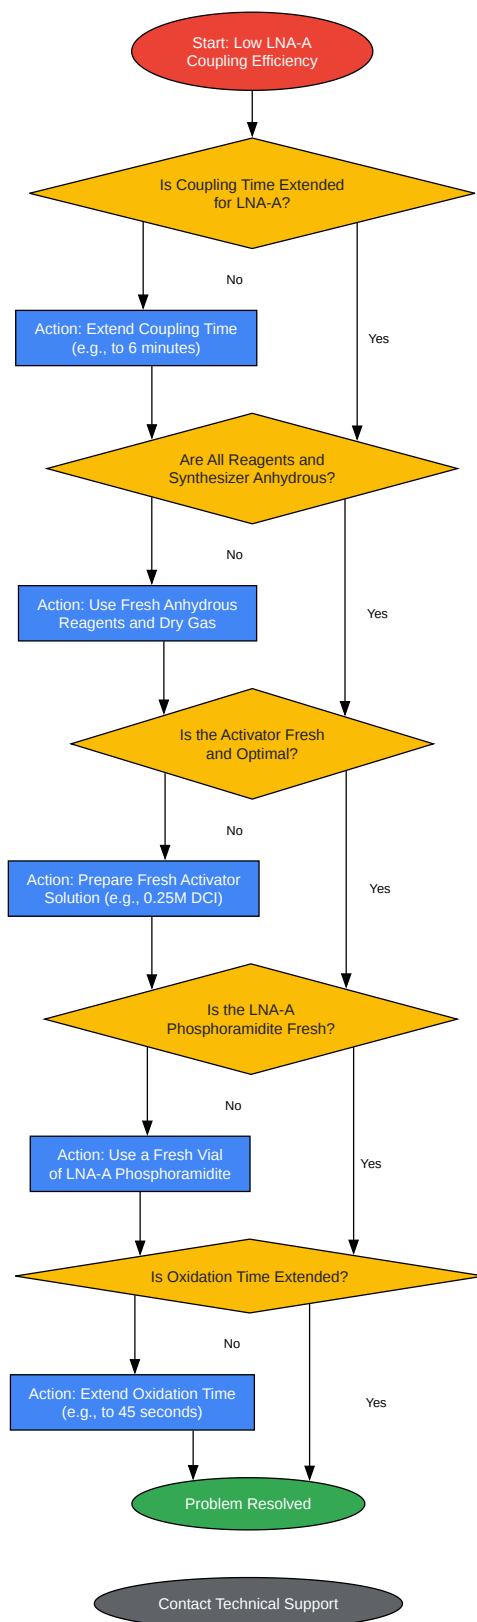 Start: Low LNA-A
Coupling Efficiency
Is Coupling Time Extended
for LNA-A?
No
Yes
Action: Extend Coupling Time
(e.g., to 6 minutes)
Are All Reagents and
Synthesizer Anhydrous?
No
Yes
Action: Use Fresh Anhydrous
Reagents and Dry Gas
Is the Activator Fresh
and Optimal?
No
Yes
Action: Prepare Fresh Activator
Solution (e.g., 0.25M DCI)
Is the LNA-A
Phosphoramidite Fresh?
No
Yes
Action: Use a Fresh Vial
of LNA-A Phosphoramidite
Is Oxidation Time Extended?
No
Yes
Action: Extend Oxidation Time
(e.g., to 45 seconds)
Problem Resolved
Contact Technical Support